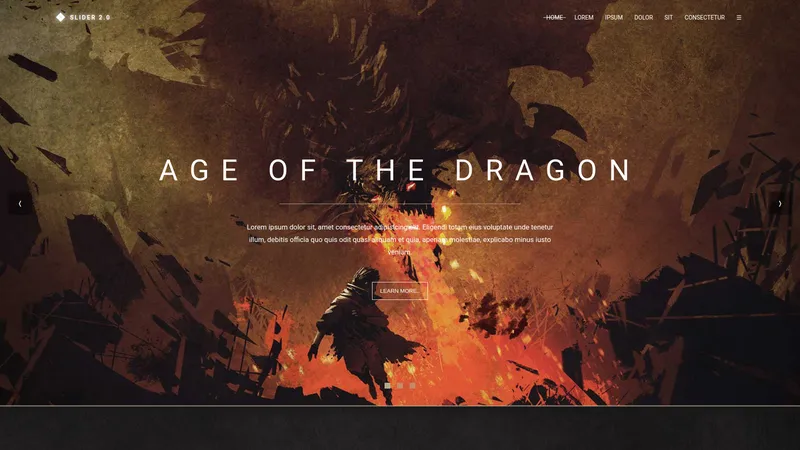 SLIDER 2.0
-HOME- LOREM IPSUM DOLOR SIT CONSECTETUR
AGE OF THE DRAGON
Lorem ipsum dolor sit, amet consectetur adipisicing elit. Eligendi totam eius voluptate unde tenetur
illum, debitis officia quo quis odit quasi aliquam et quia, aperiam molestiae, explicabo minus iusto
veniam.
LEARN MORE...